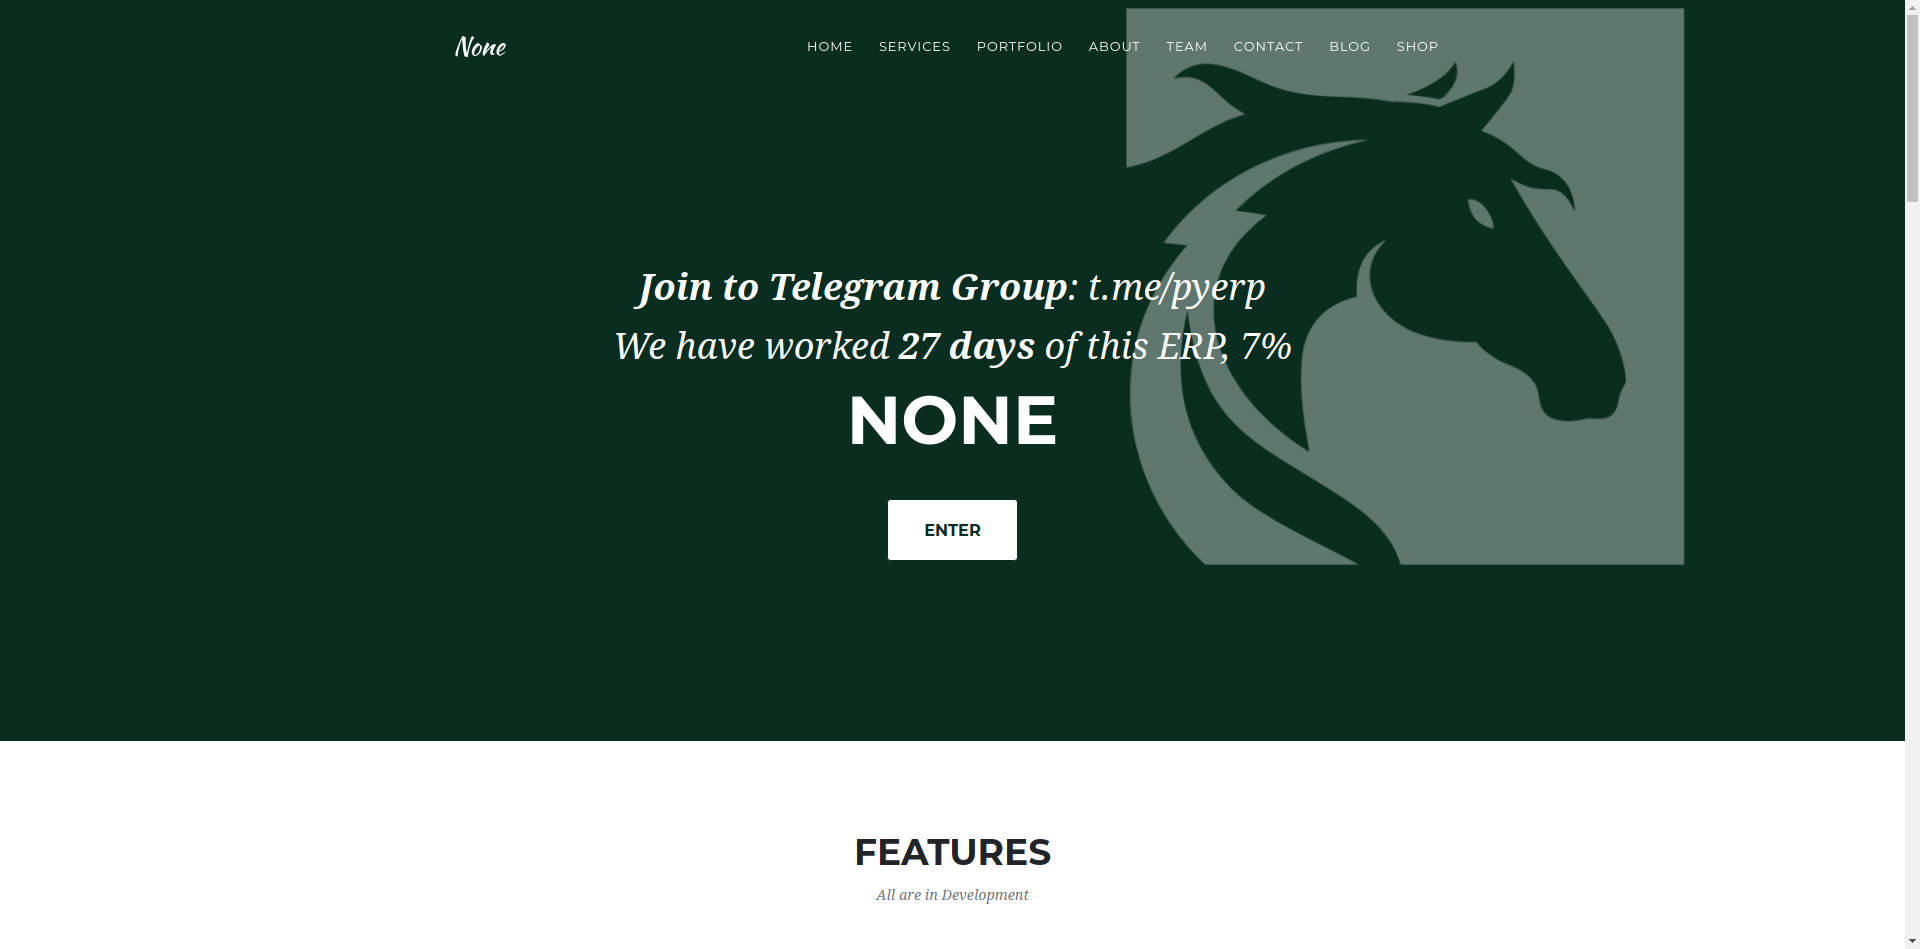 None
HOME SERVICES PORTFOLIO ABOUT TEAM CONTACT BLOG SHOP
Join to Telegram Group: t.me/pyerp
We have worked 27 days of this ERP, 7%
NONE
ENTER
FEATURES
All are in Development